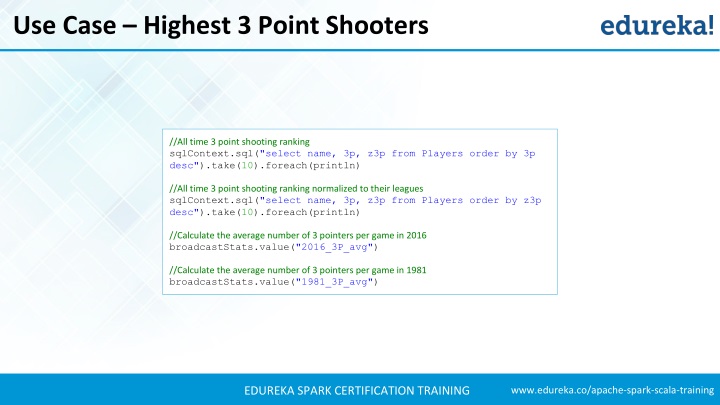 Use Case – Highest 3 Point Shooters
edureka!
//All time 3 point shooting ranking
sqlContext.sql("select name, 3p, z3p from Players order by 3p
desc").take(10).foreach(println)
//All time 3 point shooting ranking normalized to their leagues
sqlContext.sql("select name, 3p, z3p from Players order by z3p
desc").take(10).foreach(println)
//Calculate the average number of 3 pointers per game in 2016
broadcastStats.value("2016_3P_avg")
//Calculate the average number of 3 pointers per game in 1981
broadcastStats.value("1981_3P_avg")
EDUREKA SPARK CERTIFICATION TRAINING
www.edureka.co/apache-spark-scala-training